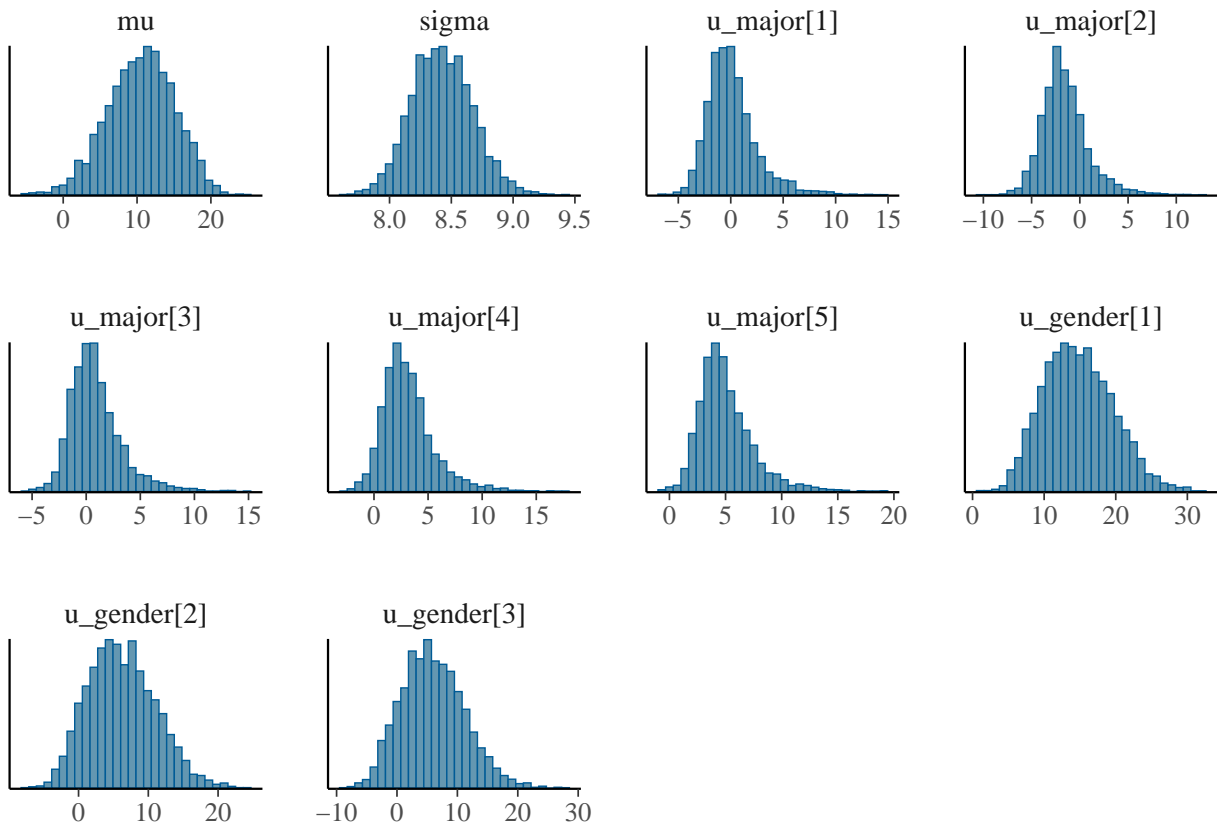 mu sigma u_major[1] u_major[2]
0 10 20 8.0 8.5 9.0 9.5 −5 0 5 10 15 −10 −5 0 5 10
u_major[3] u_major[4] u_major[5] u_gender[1]
−5 0 5 10 15 0 5 10 15 0 5 10 15 20 0 10 20 30
u_gender[2] u_gender[3]
0 10 20 −10 0 10 20 30